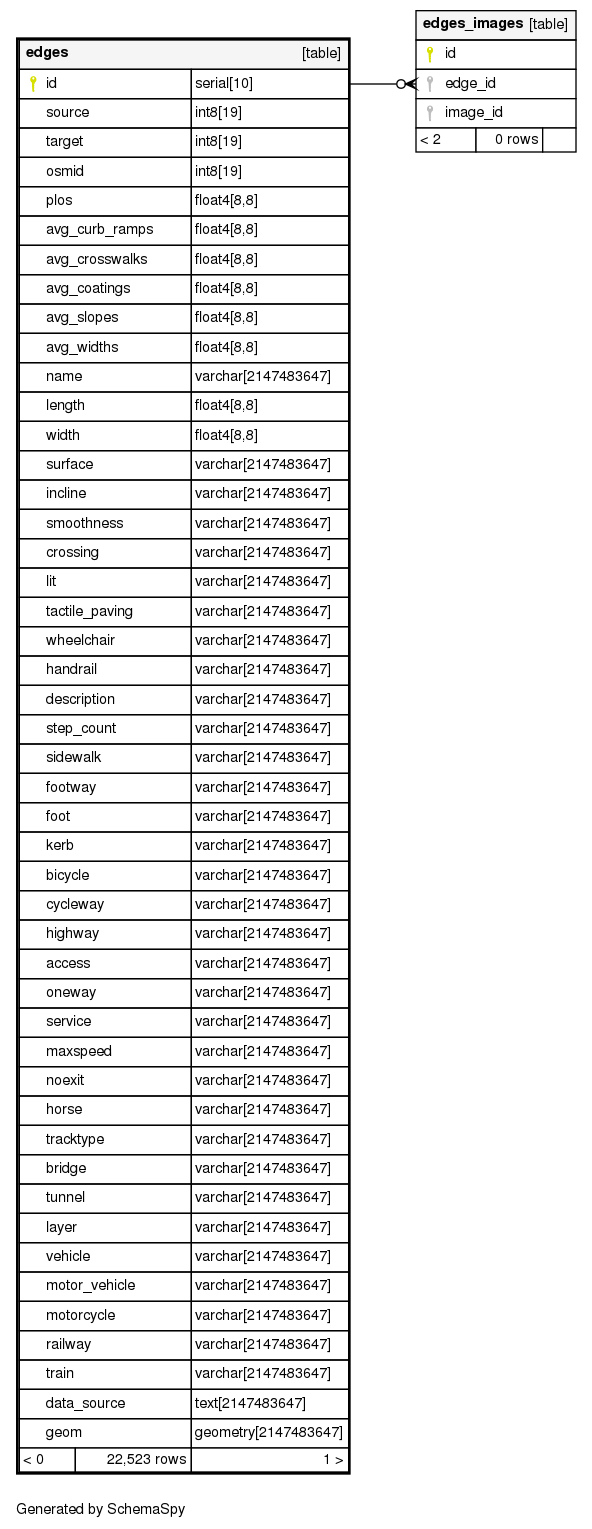 edges [table]
id serial[10]
source int8[19]
target int8[19]
osmid int8[19]
plos float4[8,8]
avg_curb_ramps float4[8,8]
avg_crosswalks float4[8,8]
avg_coatings float4[8,8]
avg_slopes float4[8,8]
avg_widths float4[8,8]
name varchar[2147483647]
length float4[8,8]
width float4[8,8]
surface varchar[2147483647]
incline varchar[2147483647]
smoothness varchar[2147483647]
crossing varchar[2147483647]
lit varchar[2147483647]
tactile_paving varchar[2147483647]
wheelchair varchar[2147483647]
handrail varchar[2147483647]
description varchar[2147483647]
step_count varchar[2147483647]
sidewalk varchar[2147483647]
footway varchar[2147483647]
foot varchar[2147483647]
kerb varchar[2147483647]
bicycle varchar[2147483647]
cycleway varchar[2147483647]
highway varchar[2147483647]
access varchar[2147483647]
oneway varchar[2147483647]
service varchar[2147483647]
maxspeed varchar[2147483647]
noexit varchar[2147483647]
horse varchar[2147483647]
tracktype varchar[2147483647]
bridge varchar[2147483647]
tunnel varchar[2147483647]
layer varchar[2147483647]
vehicle varchar[2147483647]
motor_vehicle varchar[2147483647]
motorcycle varchar[2147483647]
railway varchar[2147483647]
train varchar[2147483647]
data_source text[2147483647]
geom geometry[2147483647]
< 0 22,523 rows 1 >
edges_images [table]
id
edge_id
image_id
< 2 0 rows
Generated by SchemaSpy